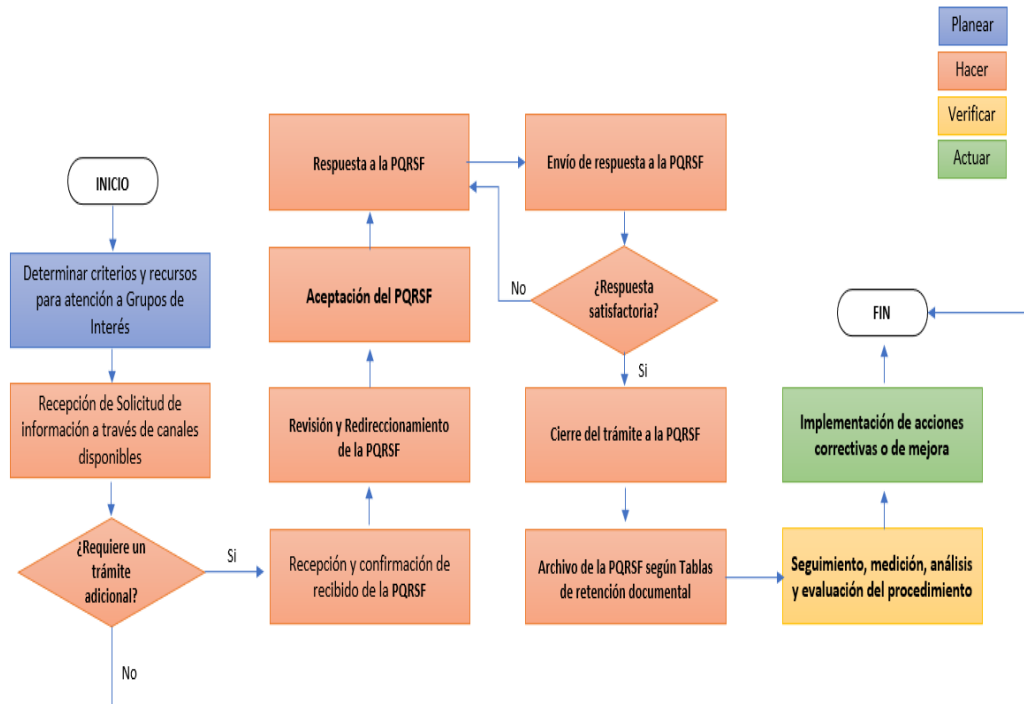 Planear
Hacer
Verificar
Actuar
INICIO
Determinar criterios y recursos
para atención a Grupos de
Interés
Recepción de Solicitud de
información a través de canales
disponibles
¿Requiere un
trámite
adicional?
No
Si
Recepción y confirmación de
recibido de la PQRSF
Revisión y Redireccionamiento
de la PQRSF
Aceptación del PQRSF
Respuesta a la PQRSF
Envío de respuesta a la PQRSF
¿Respuesta
satisfactoria?
No
Si
Cierre del trámite a la PQRSF
Archivo de la PQRSF según Tablas
de retención documental
Seguimiento, medición, análisis
y evaluación del procedimiento
Implementación de acciones
correctivas o de mejora
FIN